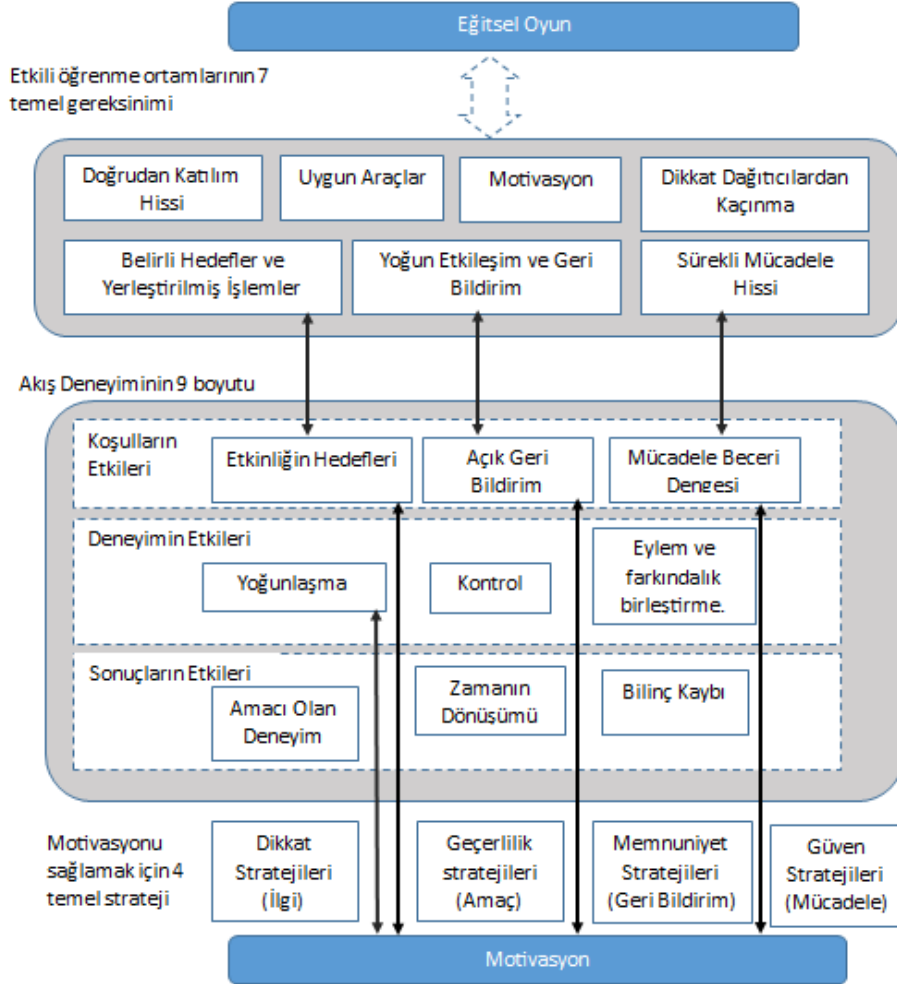 Eğitsel Oyun
Etkili öğrenme ortamlarının 7
temel gereksinimi
Doğrudan Katılım
Hissi
Uygun Araçlar
Motivasyon
Dikkat Dağıtıcılardan
Kaçınma
Belirli Hedefler ve
Yerleştirilmiş İşlemler
Yoğun Etkileşim ve Geri
Bildirim
Sürekli Mücadele
Hissi
Akış Deneyiminin 9 boyutu
Koşulların
Etkileri
Etkinliğin Hedefleri
Açık Geri
Bildirim
Mücadele Beceri
Dengesi
Deneyimin Etkileri
Yoğunlaşma
Kontrol
Eylem ve
farkındalık
birleştirme.
Sonuçların Etkileri
Amacı Olan
Deneyim
Zamanın
Dönüşümü
Bilinç Kaybı
Motivasyonu
sağlamak için 4
temel strateji
Dikkat
Stratejileri
(İlgi)
Geçerlilik
stratejileri
(Amaç)
Memnuniyet
Stratejileri
(Geri Bildirim)
Güven
Stratejileri
(Mücadele)
Motivasyon